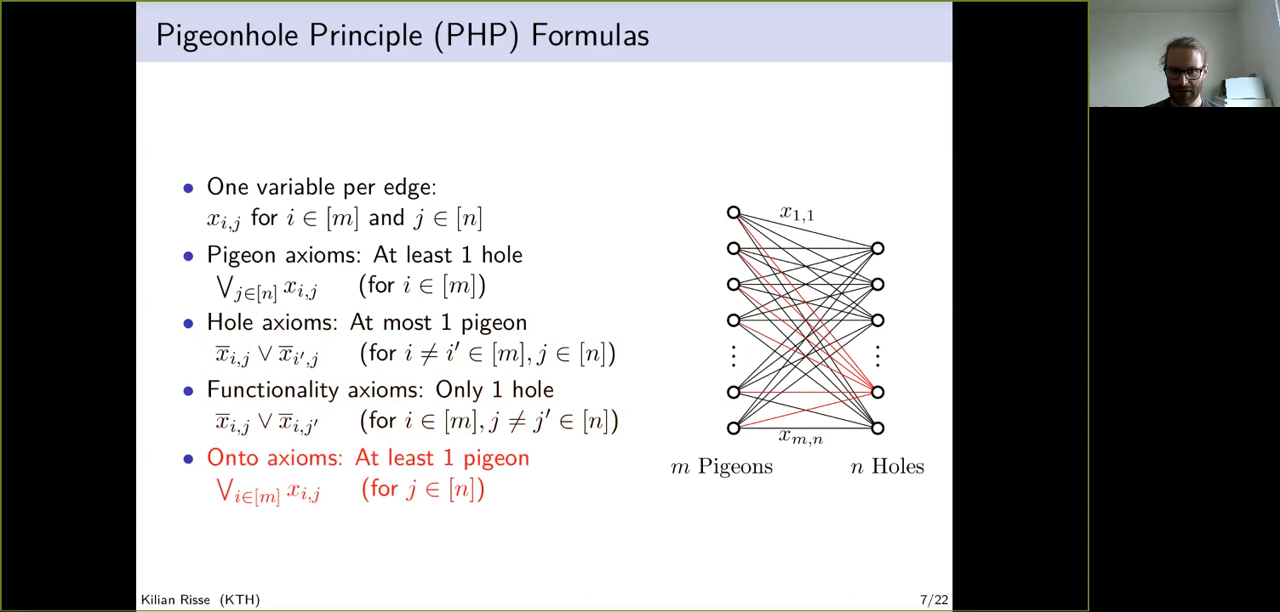 Pigeonhole Principle (PHP) Formulas
• One variable per edge:
x_{i,j} for i ∈ [m] and j ∈ [n]
• Pigeon axioms: At least 1 hole
⋁_{j∈[n]} x_{i,j} (for i ∈ [m])
• Hole axioms: At most 1 pigeon
x̅_{i,j} ∨ x̅_{i′,j} (for i ≠ i′ ∈ [m], j ∈ [n])
• Functionality axioms: Only 1 hole
x̅_{i,j} ∨ x̅_{i,j′} (for i ∈ [m], j ≠ j′ ∈ [n])
• Onto axioms: At least 1 pigeon
⋁_{i∈[m]} x_{i,j} (for j ∈ [n])
x_{1,1}
x_{m,n}
m Pigeons n Holes
Kilian Risse (KTH) 7/22